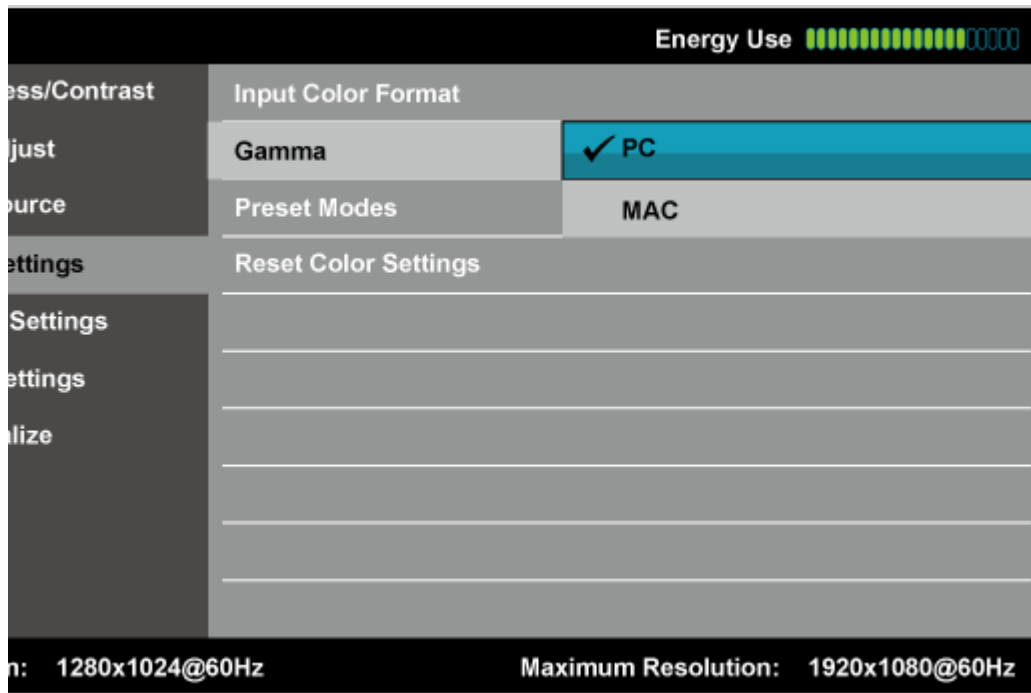 Energy Use
ess/Contrast
Input Color Format
just
Gamma
PC
ource
Preset Modes
MAC
ettings
Reset Color Settings
Settings
ettings
lize
n: 1280x1024@60Hz
Maximum Resolution: 1920x1080@60Hz